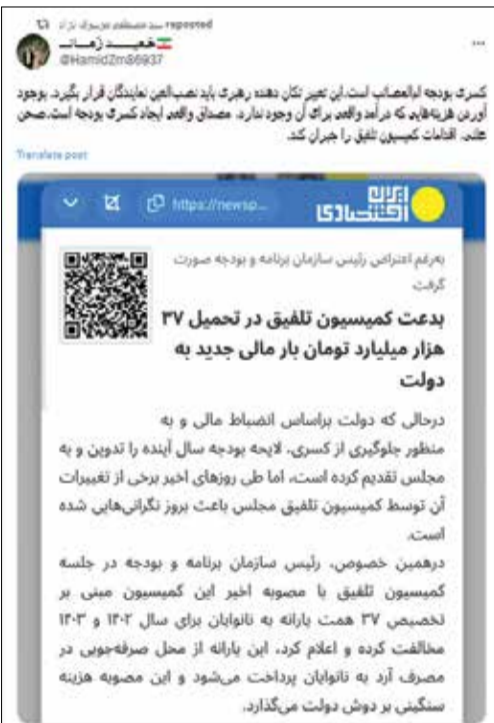 سید مصطفی موسوی نژاد reposted
حمیــــد زمـــانـــی
@HamidZm86937
کسری بودجه ام‌المصائب است. این تعبیر تکان دهنده رهبری باید نصب‌العین نمایندگان قرار بگیرد. بوجود
آوردن هزینه‌هایی که درآمد واقعی برای آن وجود ندارد، مصداق واقعی ایجاد کسری بودجه است. صحن
علنی، اقدامات کمیسیون تلفیق را جبران کند.
Translate post
https://newsp...
ایران اقتصادی
به‌رغم اعتراض رئیس سازمان برنامه و بودجه صورت
گرفت
بدعت کمیسیون تلفیق در تحمیل ۳۷
هزار میلیارد تومان بار مالی جدید به
دولت
درحالی که دولت براساس انضباط مالی و به
منظور جلوگیری از کسری، لایحه بودجه سال آینده را تدوین و به
مجلس تقدیم کرده است، اما طی روزهای اخیر برخی از تغییرات
آن توسط کمیسیون تلفیق مجلس باعث بروز نگرانی‌هایی شده
است.
درهمین خصوص، رئیس سازمان برنامه و بودجه در جلسه
کمیسیون تلفیق با مصوبه اخیر این کمیسیون مبنی بر
تخصیص ۳۷ همت یارانه به نانوایان برای سال ۱۴۰۲ و ۱۴۰۳
مخالفت کرده و اعلام کرد، این یارانه از محل صرفه‌جویی در
مصرف آرد به نانوایان پرداخت می‌شود و این مصوبه هزینه
سنگینی بر دوش دولت می‌گذارد.